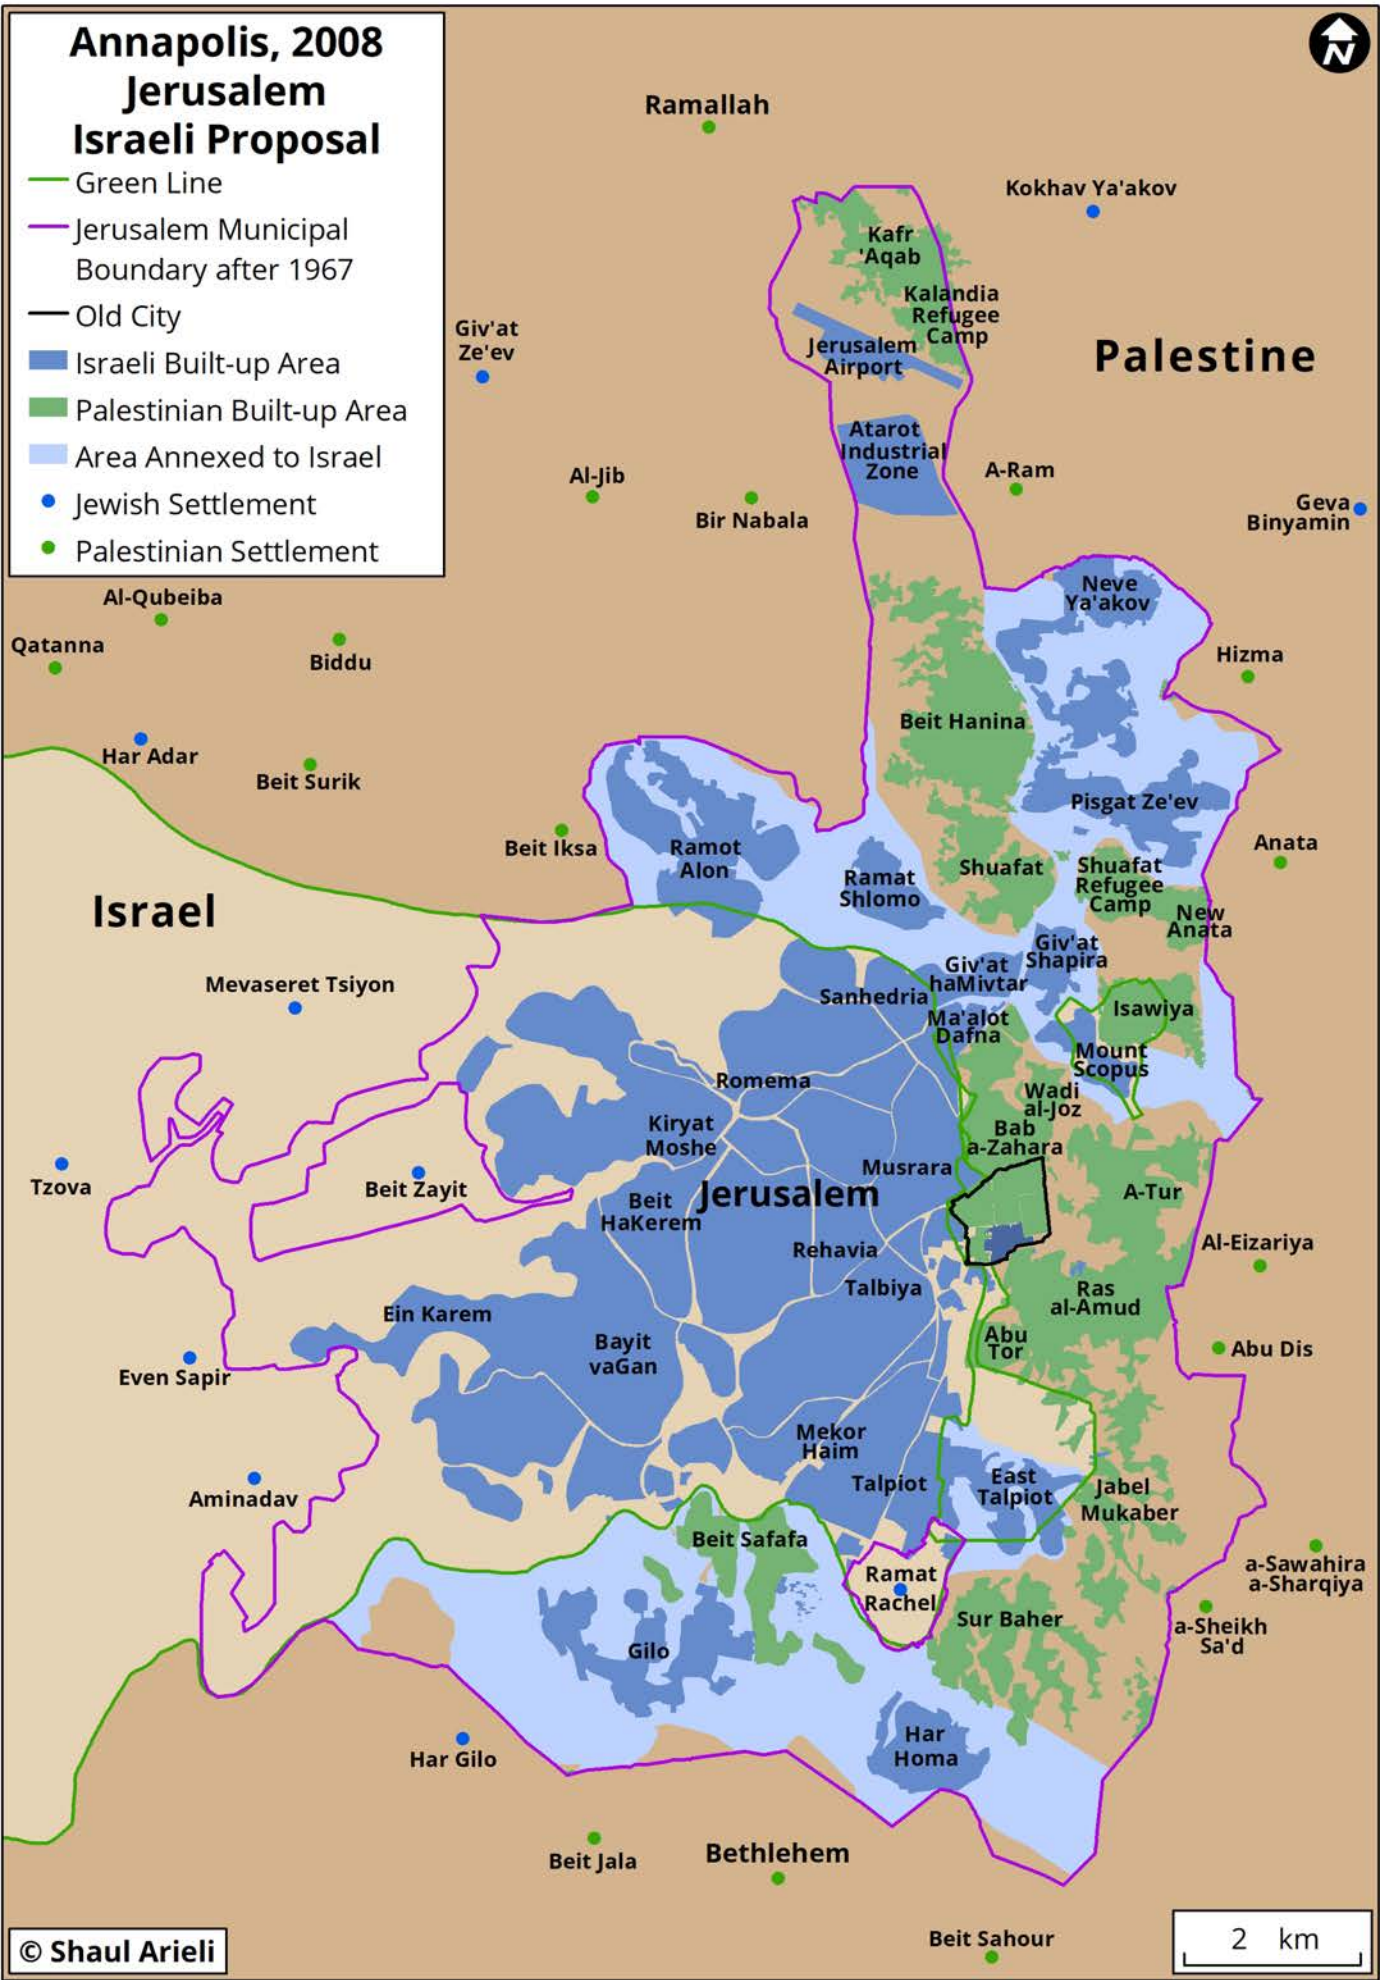 Annapolis, 2008
Jerusalem
Israeli Proposal
Green Line
Jerusalem Municipal
Boundary after 1967
Old City
Israeli Built-up Area
Palestinian Built-up Area
Area Annexed to Israel
Jewish Settlement
Palestinian Settlement
N
Ramallah
Kokhav Ya'akov
Kafr
'Aqab
Kalandia
Refugee
Camp
Giv'at
Ze'ev
Jerusalem
Airport
Palestine
Atarot
Industrial
Zone
A-Ram
Al-Jib
Bir Nabala
Geva
Binyamin
Neve
Ya'akov
Al-Qubeiba
Qatanna
Biddu
Hizma
Beit Hanina
Har Adar
Beit Surik
Pisgat Ze'ev
Beit Iksa
Ramot
Alon
Anata
Ramat
Shlomo
Shuafat
Shuafat
Refugee
Camp
New
Anata
Israel
Giv'at
Shapira
Giv'at
haMivtar
Mevaseret Tsiyon
Sanhedria
Isawiya
Ma'alot
Dafna
Mount
Scopus
Romema
Wadi
al-Joz
Kiryat
Moshe
Bab
a-Zahara
Musrara
Tzova
Beit Zayit
Jerusalem
A-Tur
Beit
HaKerem
Rehavia
Al-Eizariya
Talbiya
Ras
al-Amud
Ein Karem
Abu
Tor
Bayit
vaGan
Abu Dis
Even Sapir
Mekor
Haim
Talpiot
East
Talpiot
Jabel
Mukaber
Aminadav
Beit Safafa
Ramat
Rachel
a-Sawahira
a-Sharqiya
Sur Baher
a-Sheikh
Sa'd
Gilo
Har
Homa
Har Gilo
Beit Jala
Bethlehem
Beit Sahour
© Shaul Arieli
2 km